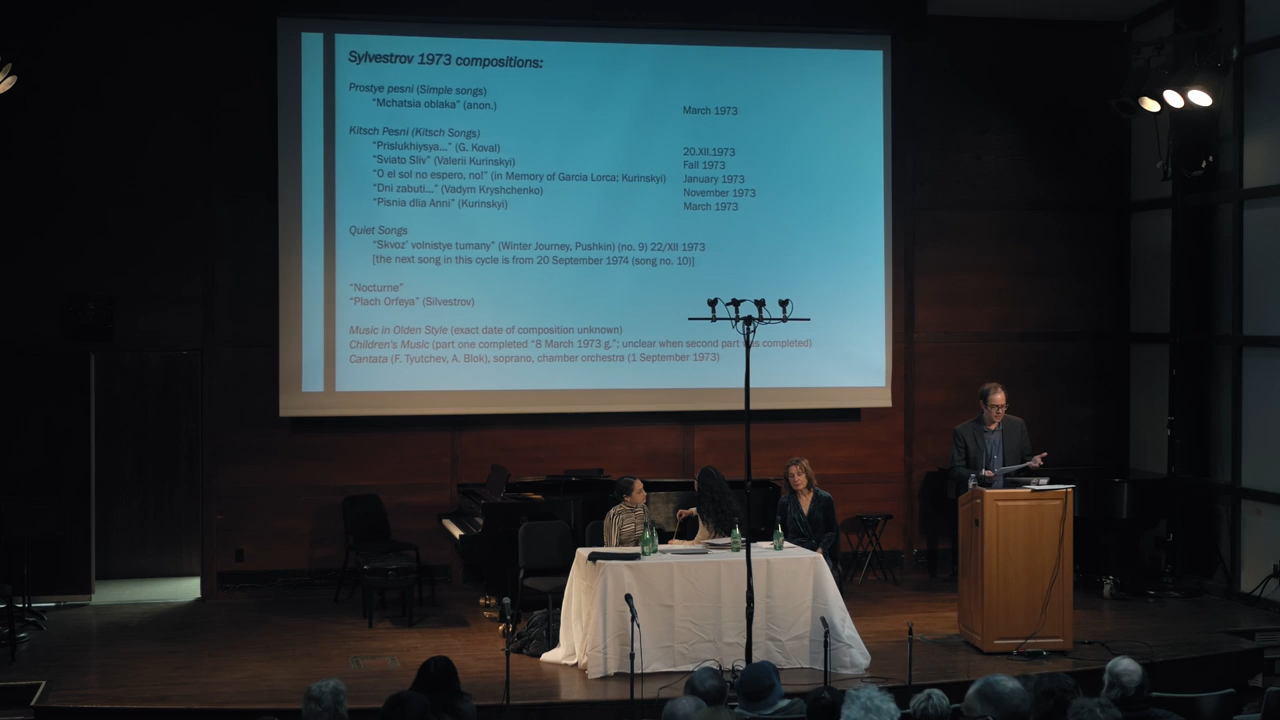 Sylvestrov 1973 compositions:
Prostye pesni (Simple songs)
"Mchatsia oblaka" (anon.) March 1973
Kitsch Pesni (Kitsch Songs)
"Prislukhiysya..." (G. Koval) 20.XII.1973
"Sviato Sliv" (Valerii Kurinskyi) Fall 1973
"O el sol no espero, no!" (in Memory of Garcia Lorca; Kurinskyi) January 1973
"Dni zabuti..." (Vadym Kryshchenko) November 1973
"Pisnia dlia Anni" (Kurinskyi) March 1973
Quiet Songs
"Skvoz' volnistye tumany" (Winter Journey, Pushkin) (no. 9) 22/XII 1973
[the next song in this cycle is from 20 September 1974 (song no. 10)]
"Nocturne"
"Plach Orfeya" (Silvestrov)
Music in Olden Style (exact date of composition unknown)
Children's Music (part one completed "8 March 1973 g."; unclear when second part was completed)
Cantata (F. Tyutchev, A. Blok), soprano, chamber orchestra (1 September 1973)